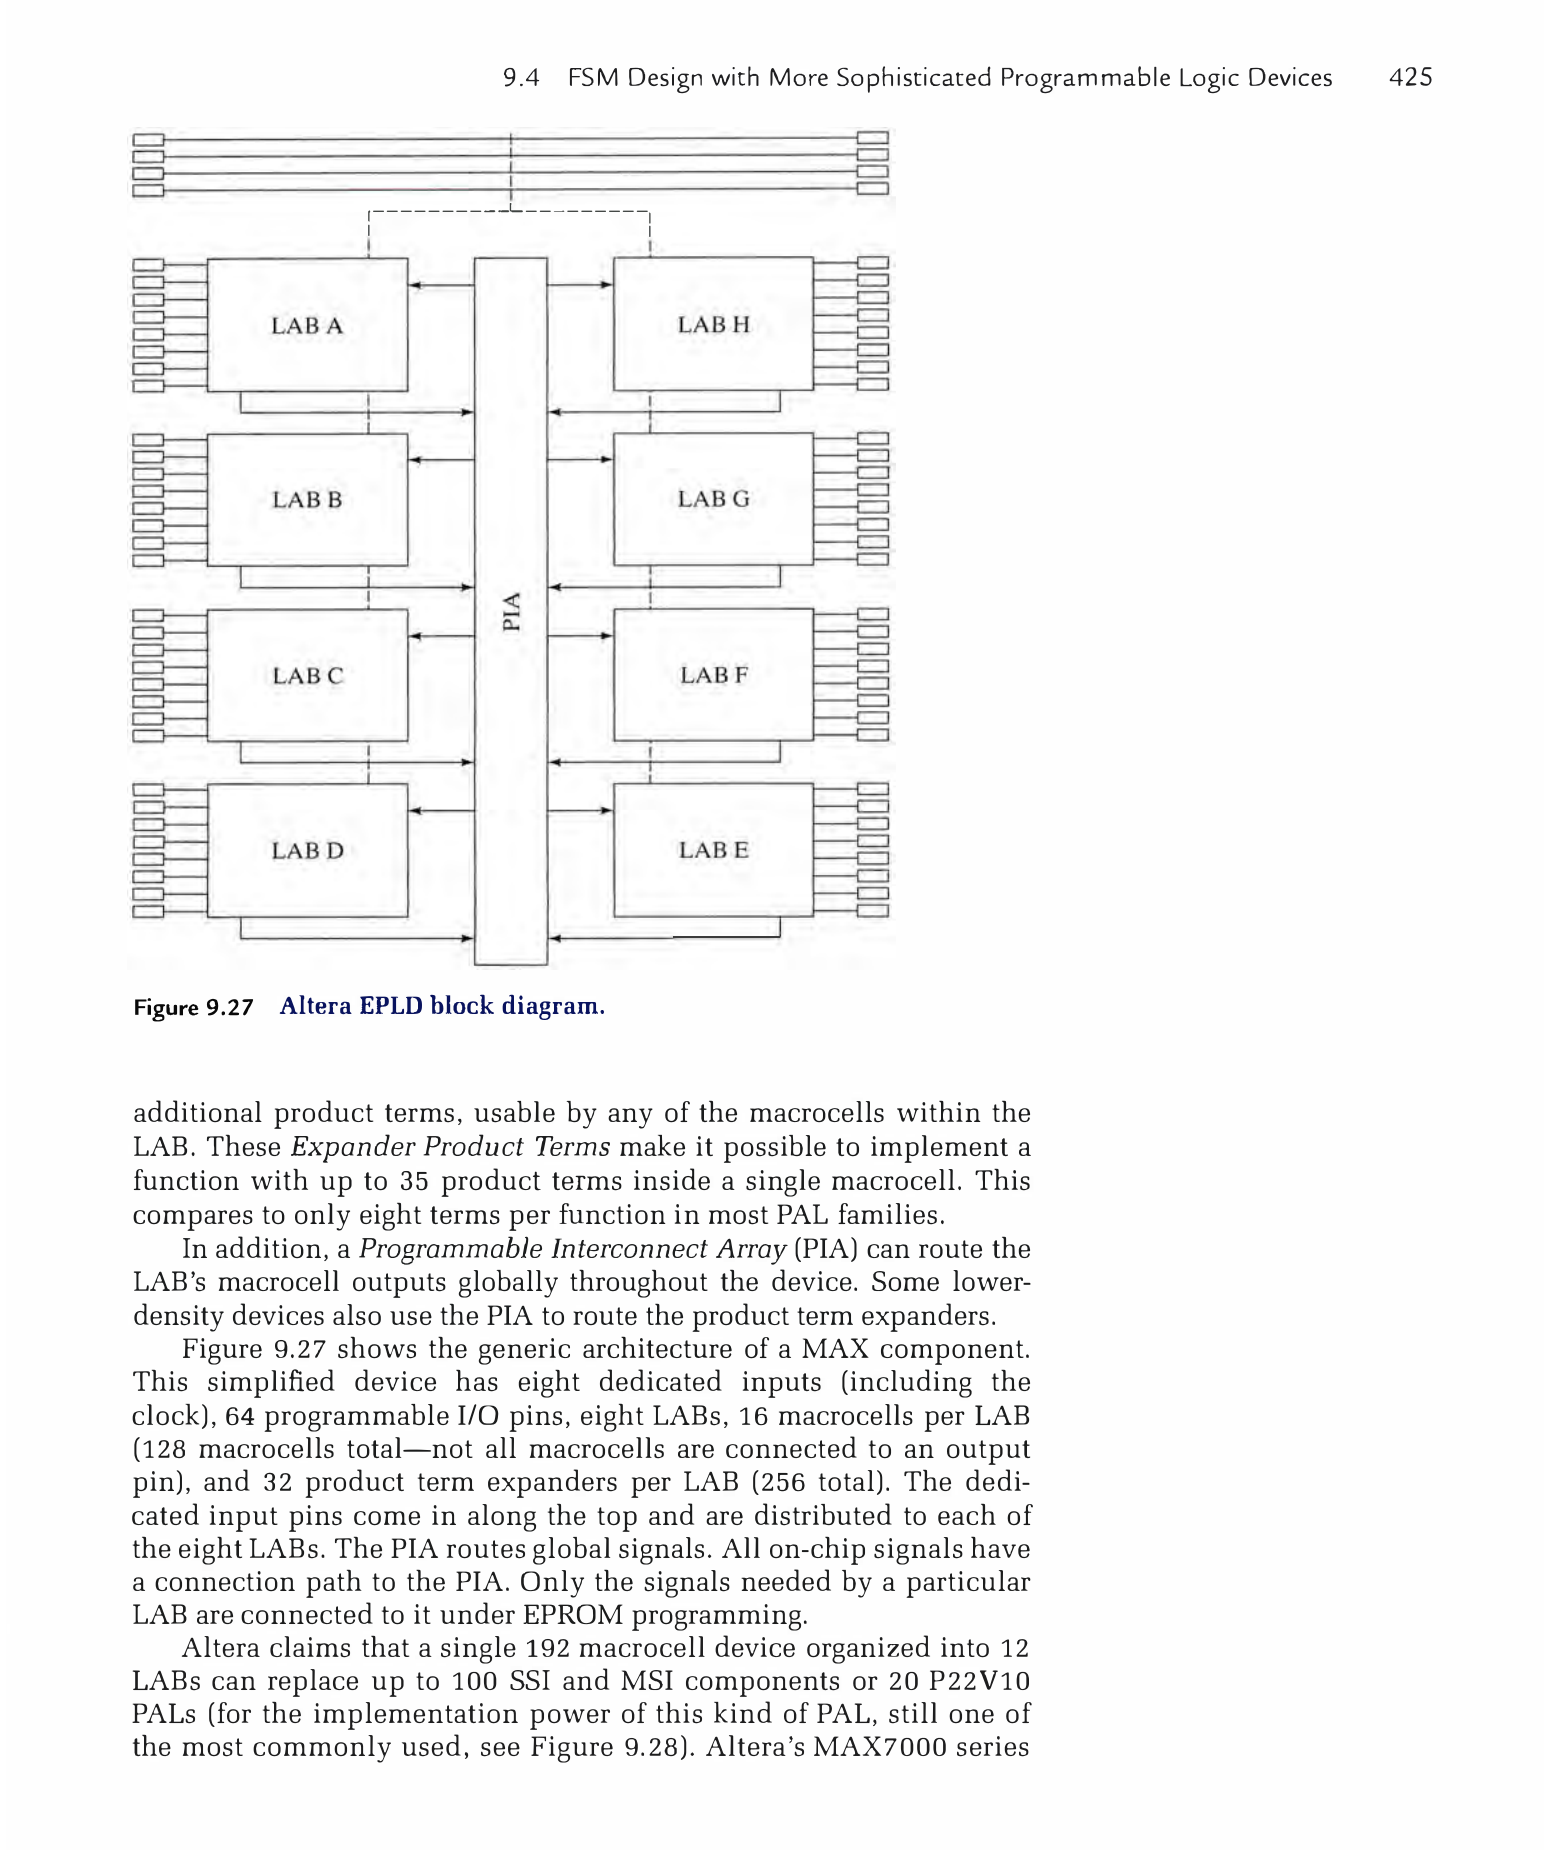 9.4 FSM Design with More Sophisticated Programmable Logic Devices 425
LAB A
LAB H
LAB B
LAB G
PIA
LAB C
LAB F
LAB D
LAB E
Figure 9.27 Altera EPLD block diagram.
additional product terms, usable by any of the macrocells within the
LAB. These Expander Product Terms make it possible to implement a
function with up to 35 product terms inside a single macrocell. This
compares to only eight terms per function in most PAL families.
In addition, a Programmable Interconnect Array (PIA) can route the
LAB's macrocell outputs globally throughout the device. Some lower-
density devices also use the PIA to route the product term expanders.
Figure 9.27 shows the generic architecture of a MAX component.
This simplified device has eight dedicated inputs (including the
clock), 64 programmable I/O pins, eight LABs, 16 macrocells per LAB
(128 macrocells total—not all macrocells are connected to an output
pin), and 32 product term expanders per LAB (256 total). The dedi-
cated input pins come in along the top and are distributed to each of
the eight LABs. The PIA routes global signals. All on-chip signals have
a connection path to the PIA. Only the signals needed by a particular
LAB are connected to it under EPROM programming.
Altera claims that a single 192 macrocell device organized into 12
LABs can replace up to 100 SSI and MSI components or 20 P22V10
PALs (for the implementation power of this kind of PAL, still one of
the most commonly used, see Figure 9.28). Altera's MAX7000 series